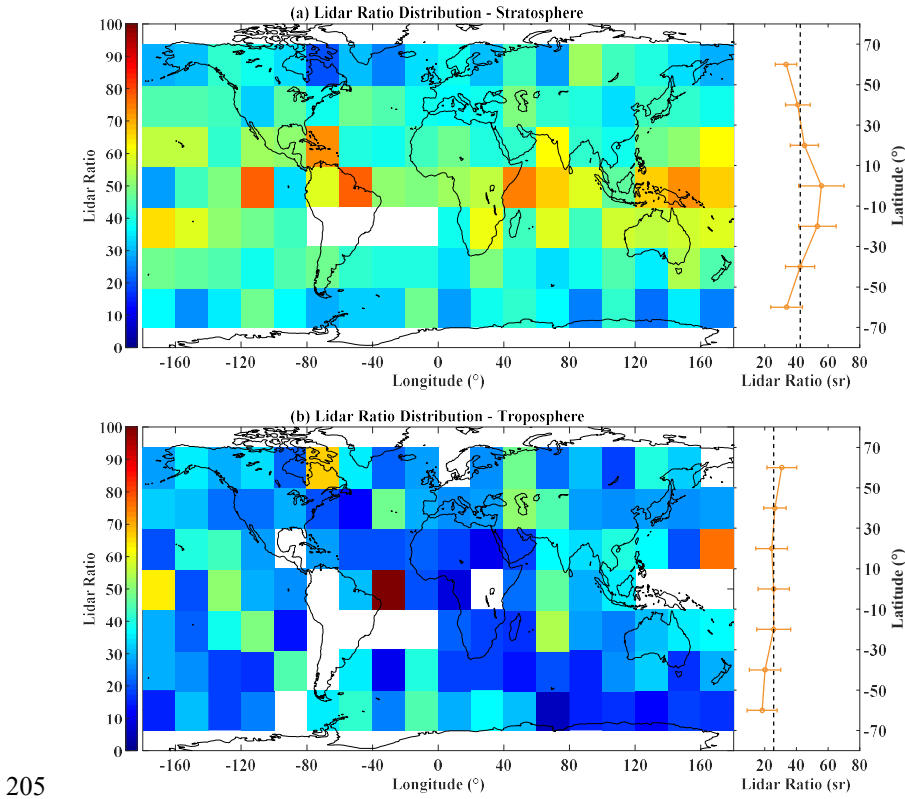 (a) Lidar Ratio Distribution - Stratosphere
100
90
80
70
60
50
40
30
20
10
0
Lidar Ratio
-160 -120 -80 -40 0 40 80 120 160
Longitude (°)
70
50
30
10
-10
-30
-50
-70
Latitude (°)
20 40 60 80
Lidar Ratio (sr)
(b) Lidar Ratio Distribution - Troposphere
100
90
80
70
60
50
40
30
20
10
0
Lidar Ratio
-160 -120 -80 -40 0 40 80 120 160
Longitude (°)
70
50
30
10
-10
-30
-50
-70
Latitude (°)
20 40 60 80
Lidar Ratio (sr)
205